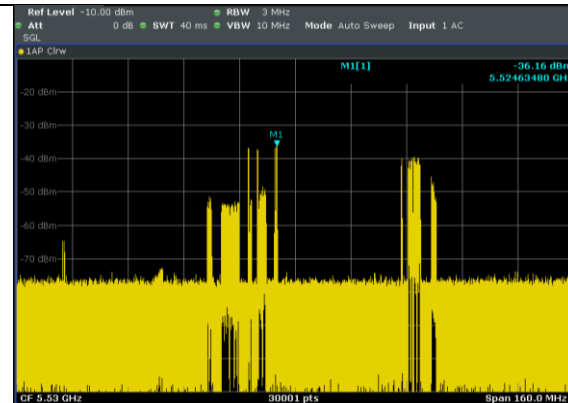 Ref Level -10.00 dBm RBW 3 MHz
Att 0 dB SWT 40 ms VBW 10 MHz Mode Auto Sweep Input 1 AC
SGL
1AP Clrw
M1[1] -36.16 dBm
5.52463480 GH
-20 dBm
-30 dBm
M1
-40 dBm
-50 dBm
-60 dBm
-70 dBm
CF 5.53 GHz 30001 pts Span 160.0 MHz